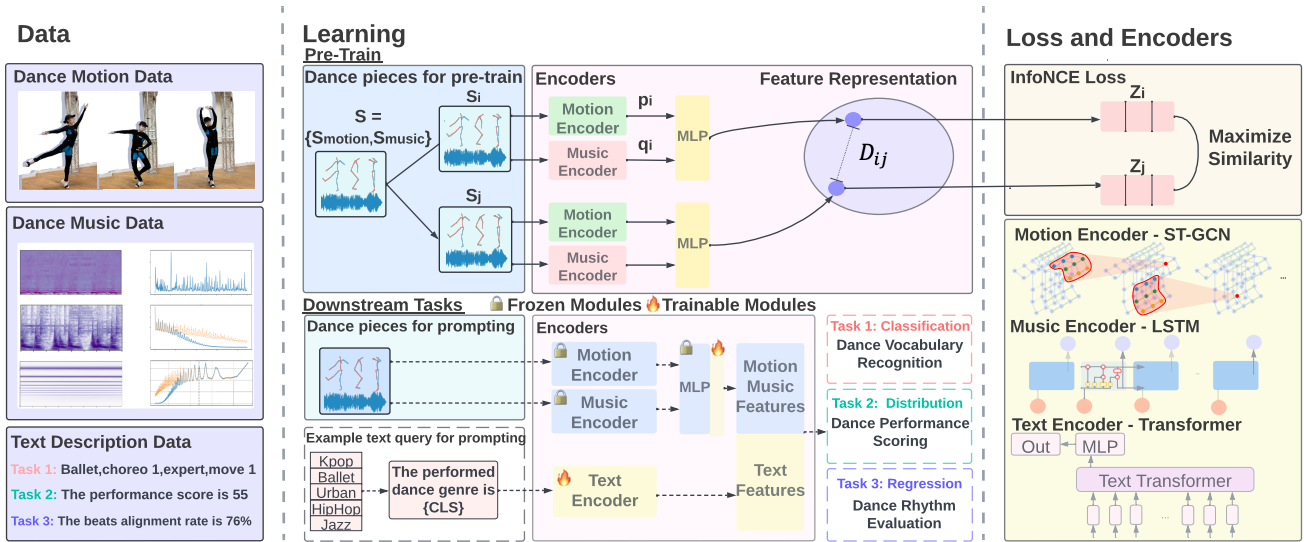 Data
Dance Motion Data
Dance Music Data
Text Description Data
Task 1: Ballet,choreo 1,expert,move 1
Task 2: The performance score is 55
Task 3: The beats alignment rate is 76%
Learning
Pre-Train
Dance pieces for pre-train
S =
{Smotion,Smusic}
Si
Sj
Encoders
Motion
Encoder
Music
Encoder
pi
qi
MLP
Motion
Encoder
Music
Encoder
MLP
Feature Representation
Dij
Downstream Tasks
Frozen Modules
Trainable Modules
Dance pieces for prompting
Example text query for prompting
Kpop
Ballet
Urban
HipHop
Jazz
The performed
dance genre is
{CLS}
Encoders
Motion
Encoder
Music
Encoder
MLP
Text
Encoder
Motion
Music
Features
Text
Features
Task 1: Classification
Dance Vocabulary
Recognition
Task 2: Distribution
Dance Performance
Scoring
Task 3: Regression
Dance Rhythm
Evaluation
Loss and Encoders
InfoNCE Loss
Zi
Zj
Maximize
Similarity
Motion Encoder - ST-GCN
...
Music Encoder - LSTM
Text Encoder - Transformer
Out
MLP
Text Transformer
...